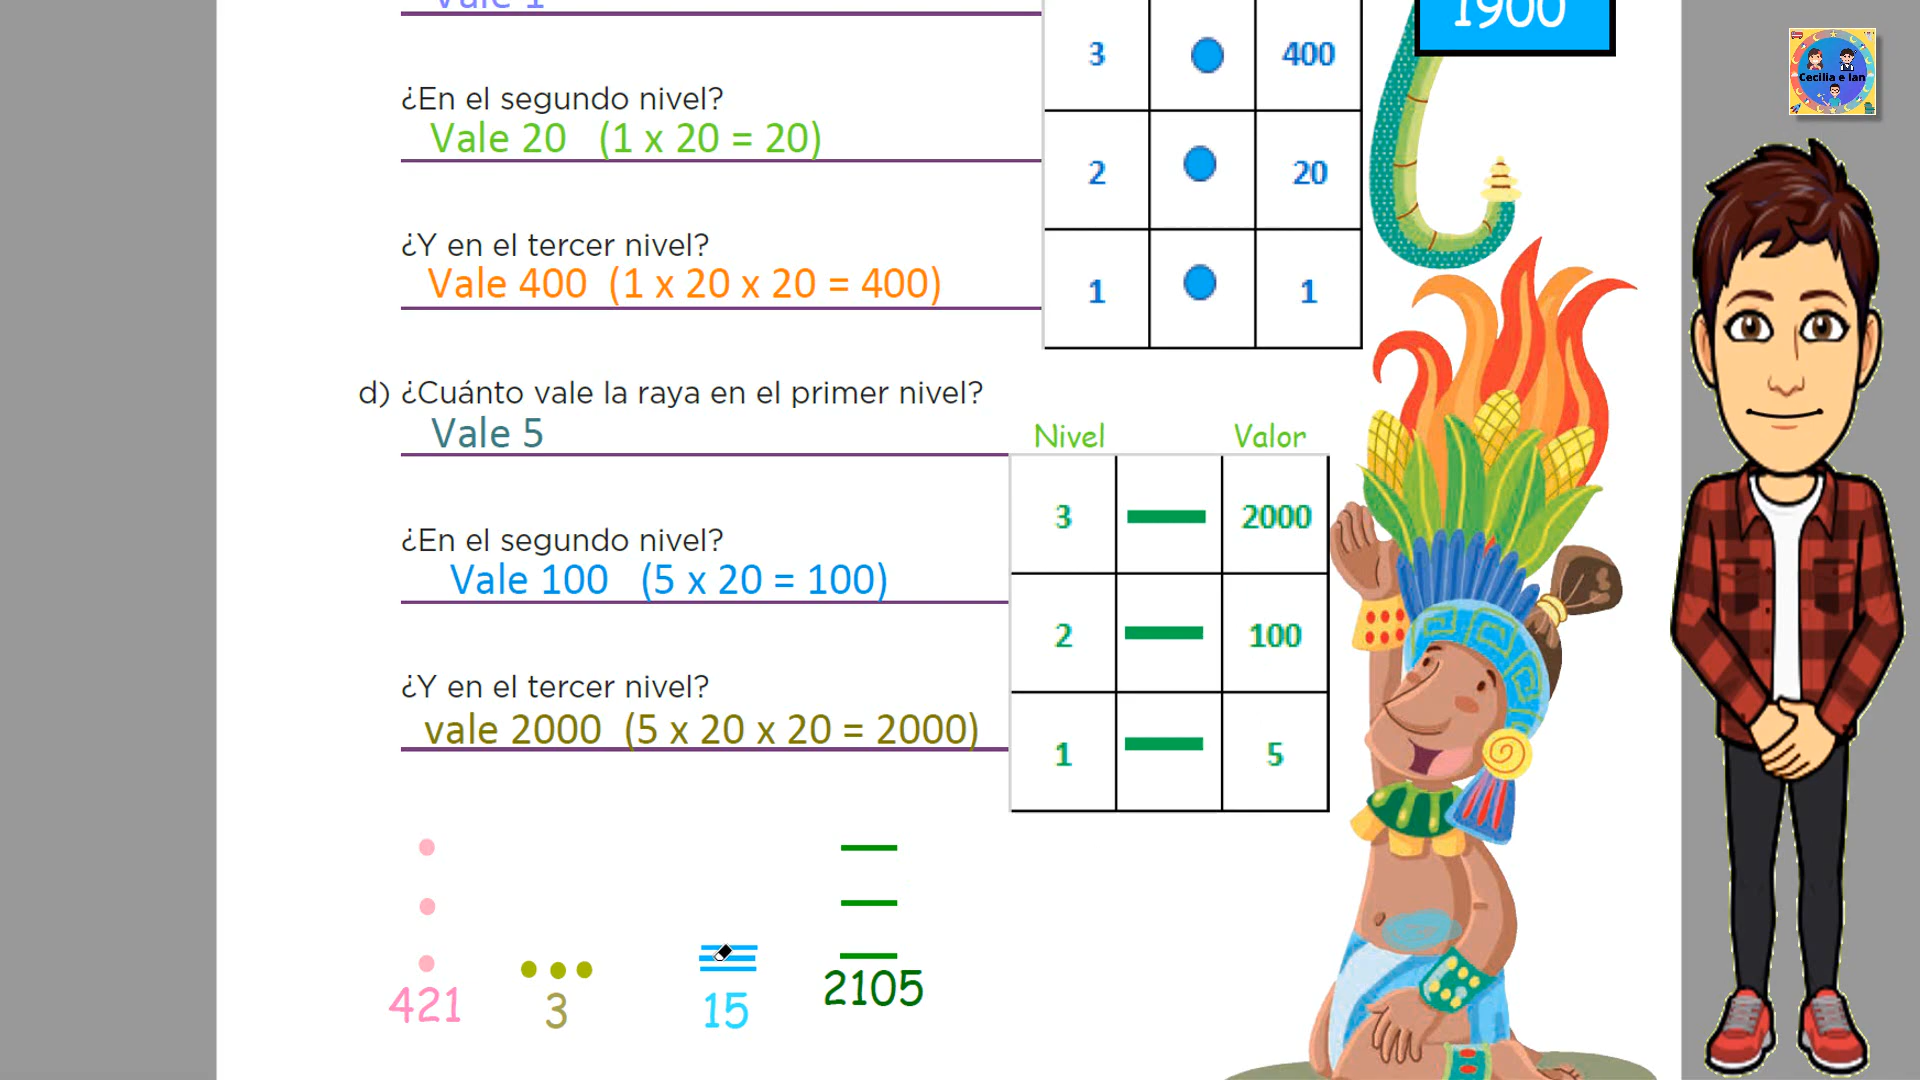 Vale 1
1900
Cecilia e Ian
3 400
¿En el segundo nivel?
Vale 20 (1 x 20 = 20)
2 20
¿Y en el tercer nivel?
Vale 400 (1 x 20 x 20 = 400)
1 1
d) ¿Cuánto vale la raya en el primer nivel?
Vale 5
Nivel Valor
3 2000
¿En el segundo nivel?
Vale 100 (5 x 20 = 100)
2 100
¿Y en el tercer nivel?
vale 2000 (5 x 20 x 20 = 2000)
1 5
421 3 15 2105